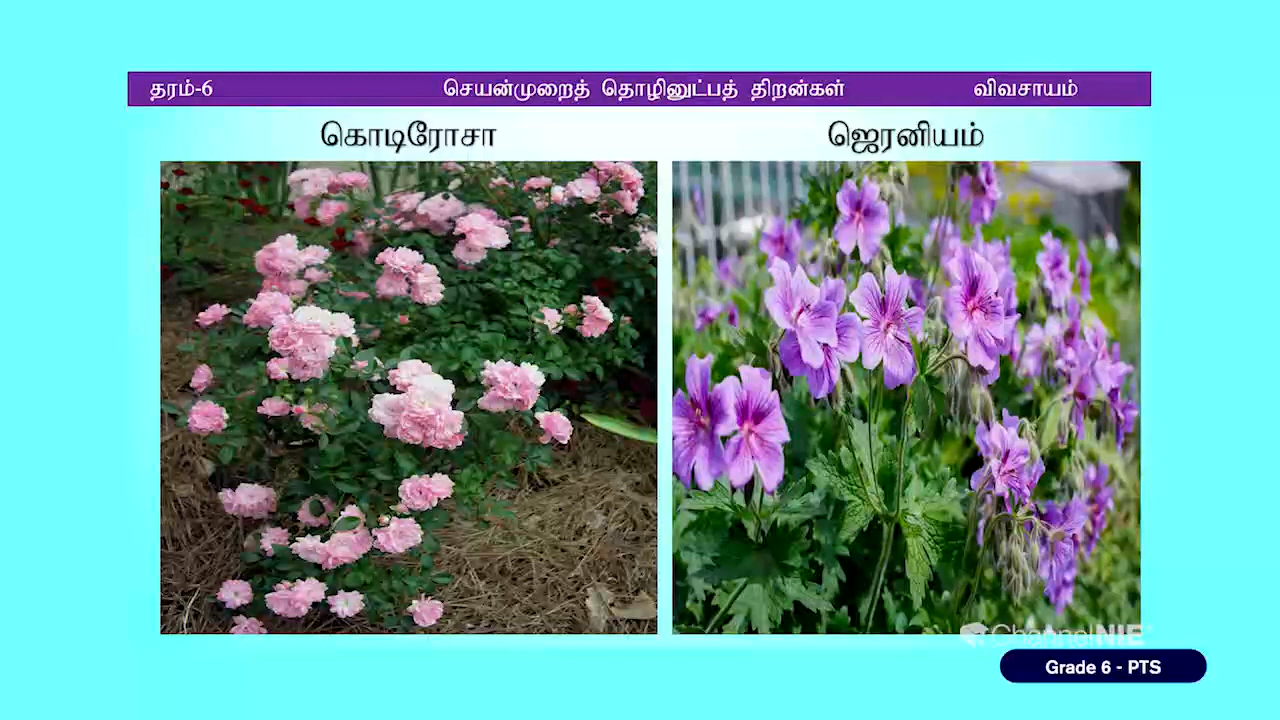 தரம்-6 செயன்முறைத் தொழினுட்பத் திறன்கள் விவசாயம்
கொடிரோசா ஜெரனியம்
ChannelNIE
Grade 6 - PTS